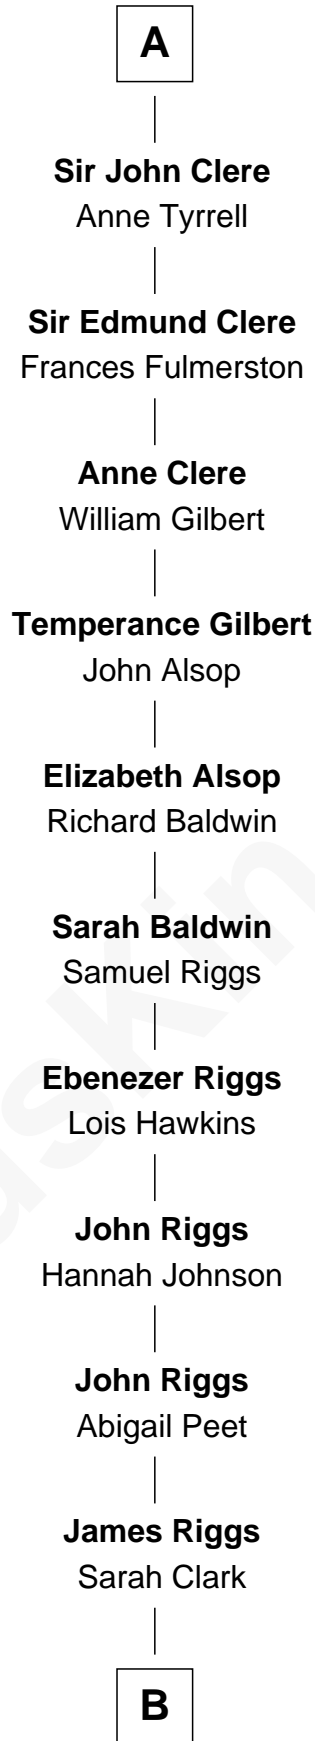 A
Sir John Clere
Anne Tyrrell
Sir Edmund Clere
Frances Fulmerston
Anne Clere
William Gilbert
Temperance Gilbert
John Alsop
Elizabeth Alsop
Richard Baldwin
Sarah Baldwin
Samuel Riggs
Ebenezer Riggs
Lois Hawkins
John Riggs
Hannah Johnson
John Riggs
Abigail Peet
James Riggs
Sarah Clark
B